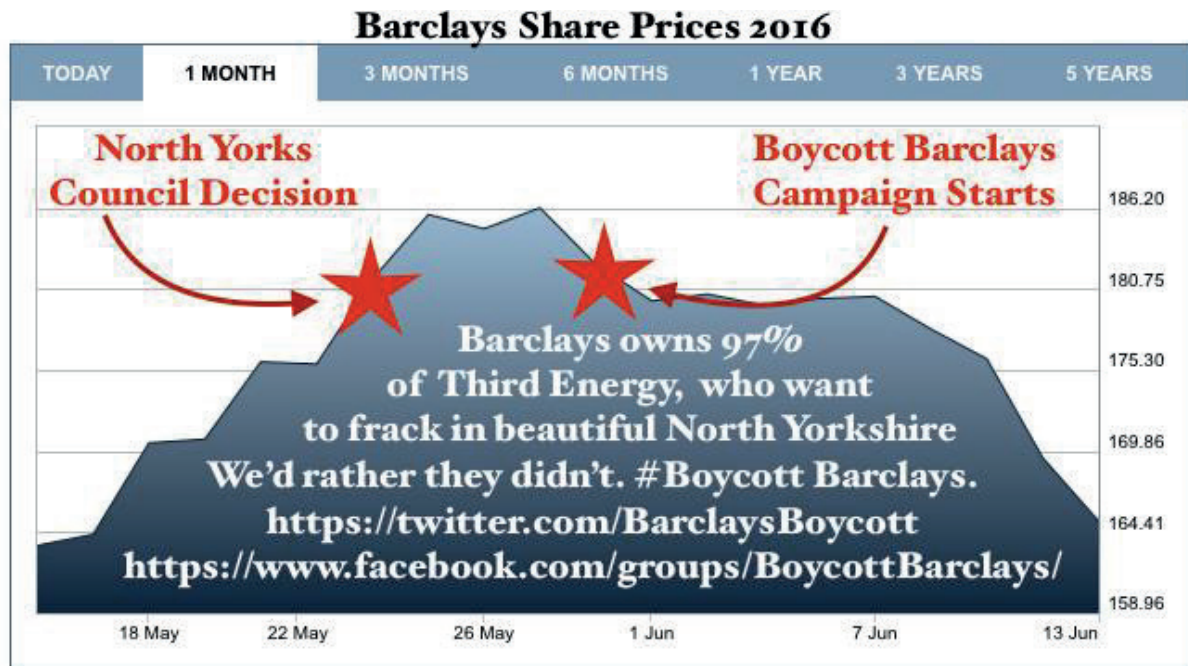 Barclays Share Prices 2016
TODAY 1 MONTH 3 MONTHS 6 MONTHS 1 YEAR 3 YEARS 5 YEARS
North Yorks
Council Decision
Boycott Barclays
Campaign Starts
186.20
180.75
175.30
169.86
164.41
158.96
Barclays owns 97%
of Third Energy, who want
to frack in beautiful North Yorkshire
We'd rather they didn't. #Boycott Barclays.
https://twitter.com/BarclaysBoycott
https://www.facebook.com/groups/BoycottBarclays/
18 May 22 May 26 May 1 Jun 7 Jun 13 Jun